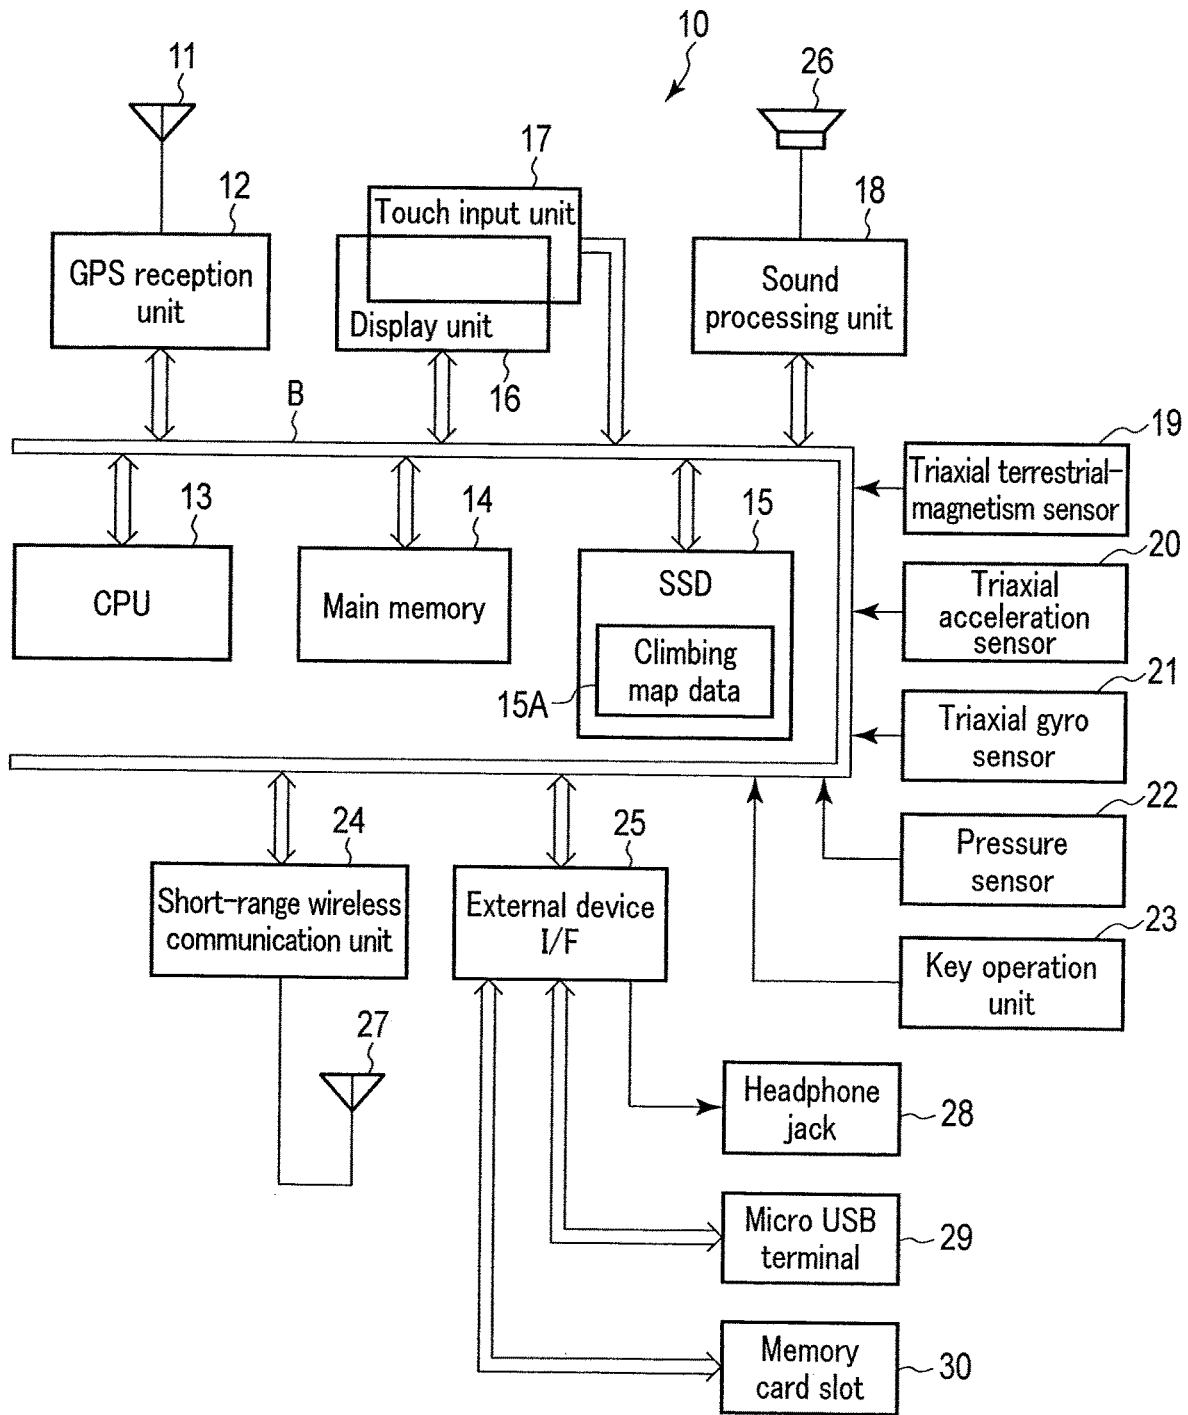 10
11
26
17
12
Touch input unit
18
GPS reception
unit
Sound
processing unit
Display unit
16
B
19
Triaxial terrestrial-
magnetism sensor
13
14
15
20
CPU
Main memory
SSD
Triaxial
acceleration
sensor
Climbing
map data
15A
21
Triaxial gyro
sensor
22
24
25
Pressure
sensor
Short-range wireless
communication unit
External device
I/F
23
Key operation
unit
27
Headphone
jack
28
Micro USB
terminal
29
Memory
card slot
30